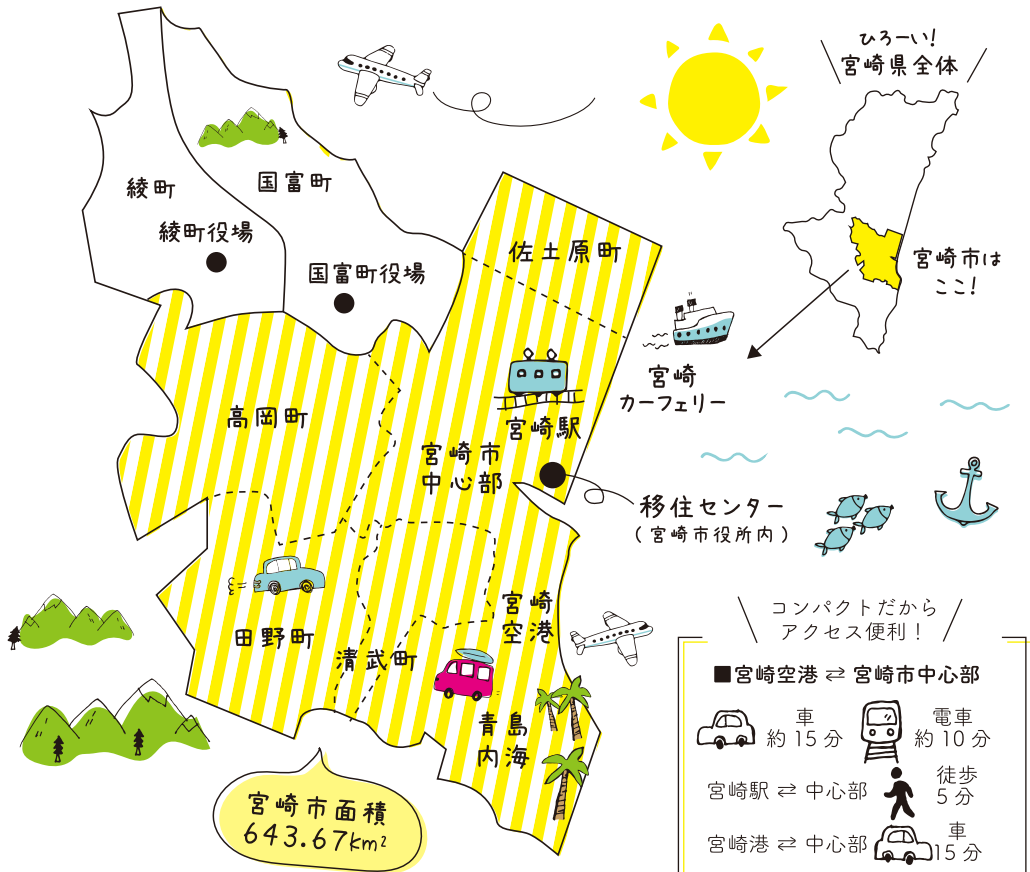 ひろーい!
宮崎県全体
宮崎市は
ここ!
綾町
綾町役場
国富町
国富町役場
佐土原町
宮崎
カーフェリー
高岡町
宮崎駅
宮崎市
中心部
移住センター
(宮崎市役所内)
宮崎
空港
田野町
清武町
青島
内海
宮崎市面積
643.67km²
コンパクトだから
アクセス便利!
■宮崎空港 ⇄ 宮崎市中心部
車
約15分
電車
約10分
宮崎駅 ⇄ 中心部
徒歩
5分
宮崎港 ⇄ 中心部
車
15分